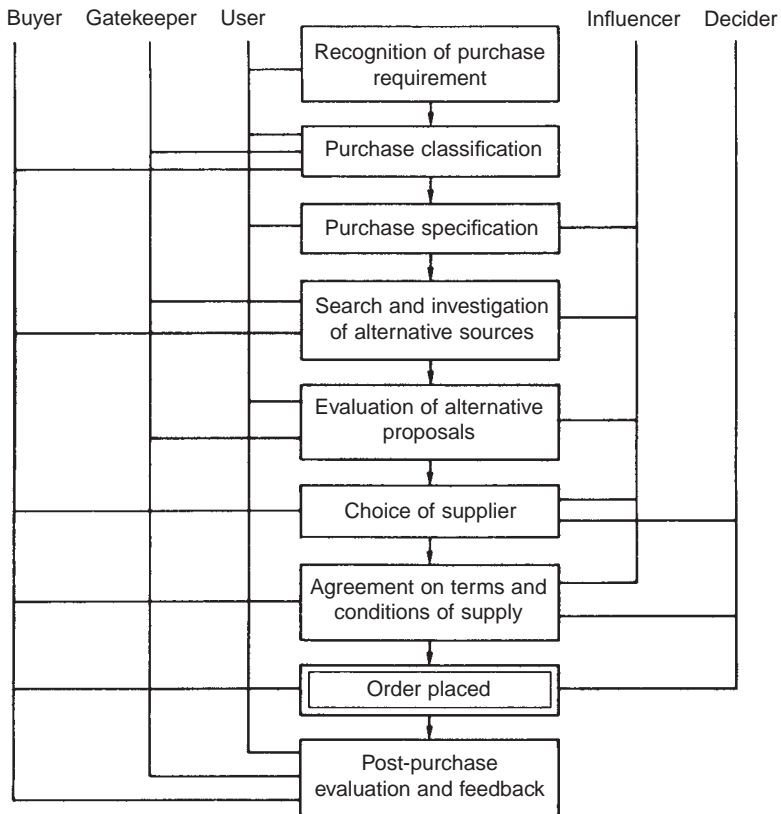 Buyer Gatekeeper User Influencer Decider
Recognition of purchase
requirement
Purchase classification
Purchase specification
Search and investigation
of alternative sources
Evaluation of alternative
proposals
Choice of supplier
Agreement on terms and
conditions of supply
Order placed
Post-purchase
evaluation and feedback